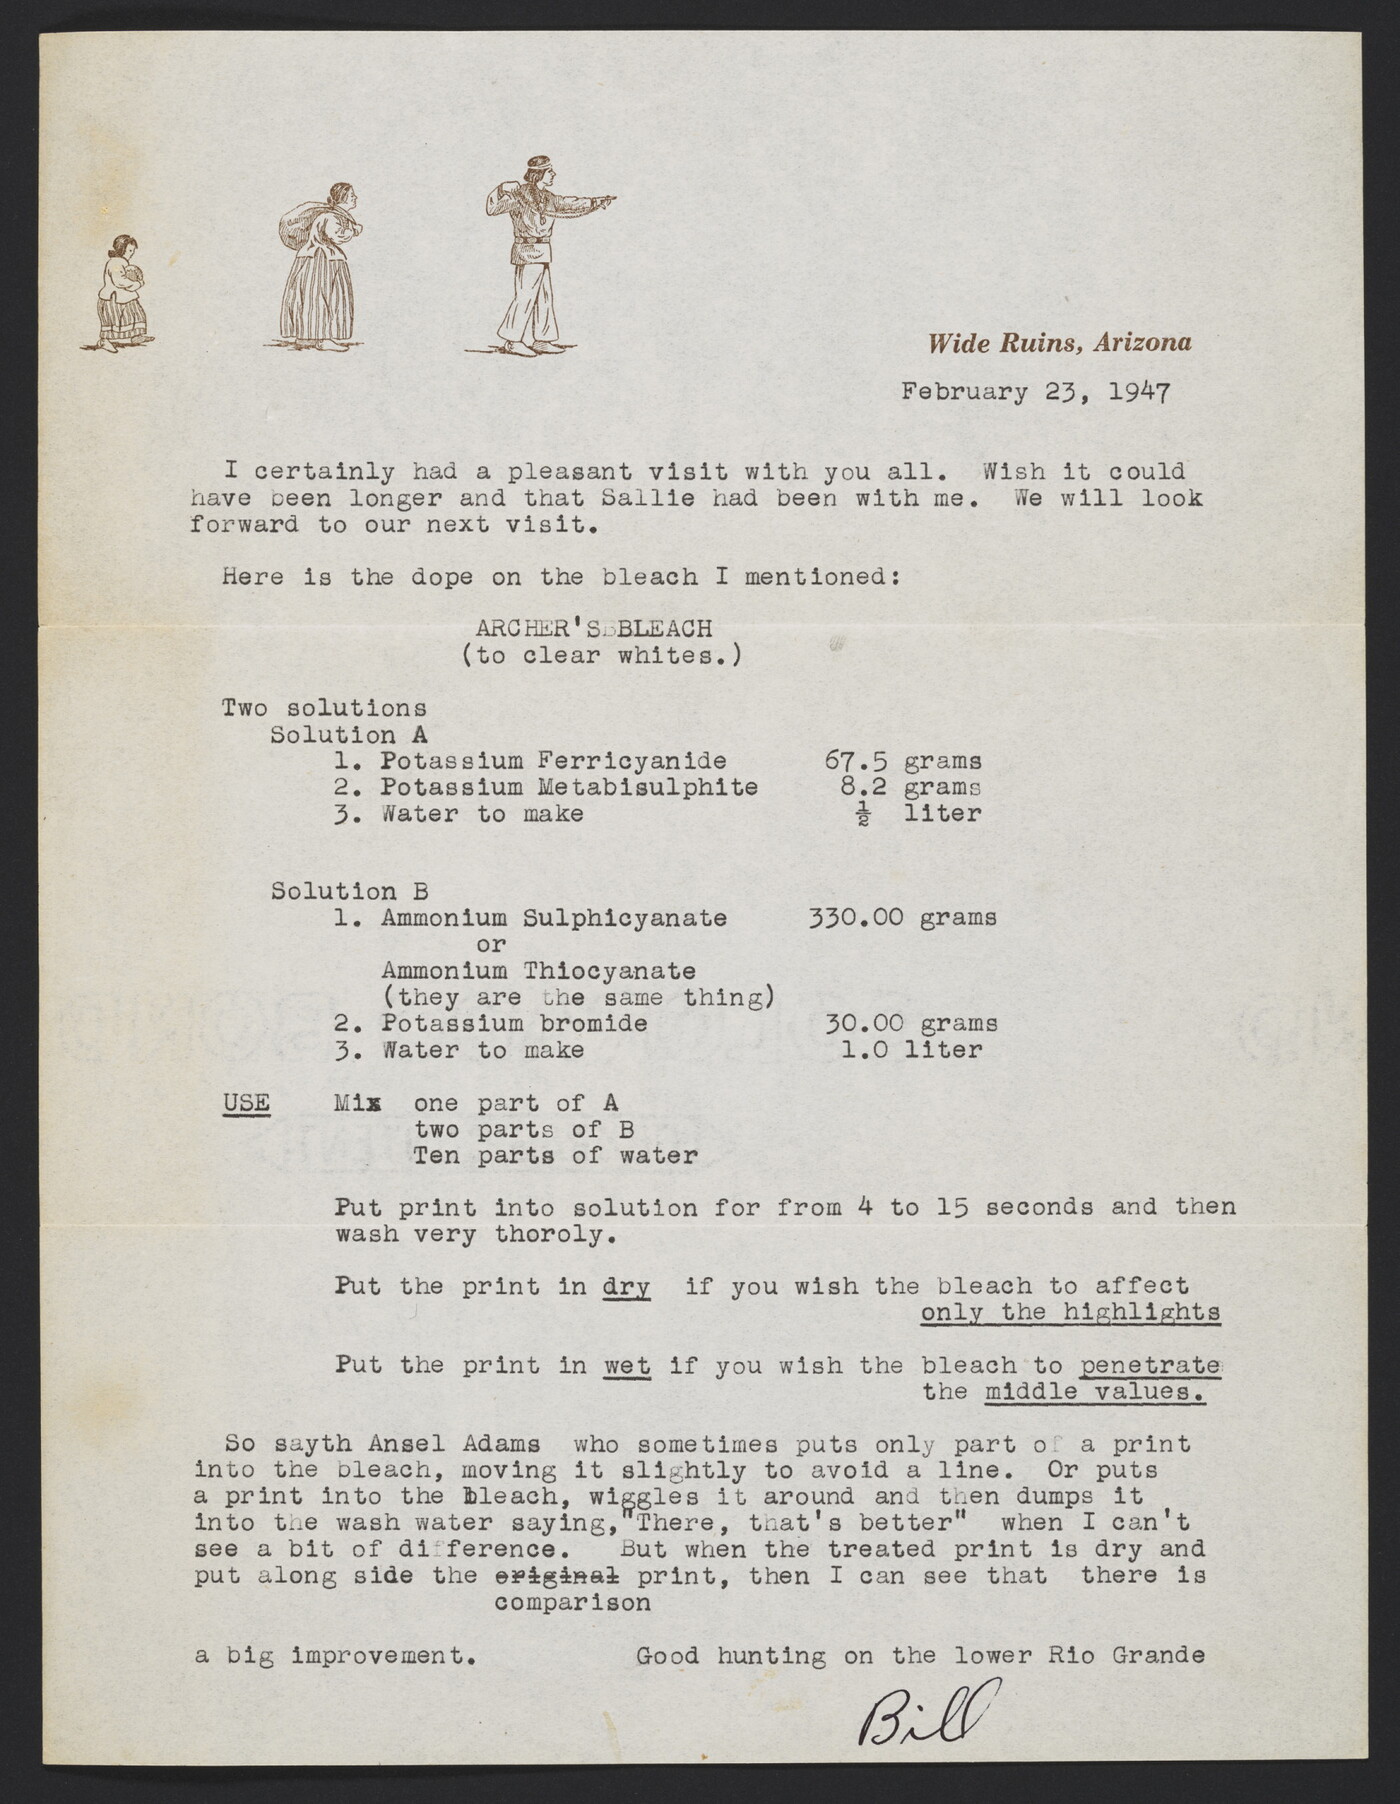 Wide Ruins, Arizona
February 23, 1947
I certainly had a pleasant visit with you all. Wish it could
have been longer and that Sallie had been with me. We will look
forward to our next visit.
Here is the dope on the bleach I mentioned:
ARCHER'S BLEACH
(to clear whites.)
Two solutions
Solution A
1. Potassium Ferricyanide 67.5 grams
2. Potassium Metabisulphite 8.2 grams
3. Water to make ½ liter
Solution B
1. Ammonium Sulphicyanate 330.00 grams
or
Ammonium Thiocyanate
(they are the same thing)
2. Potassium bromide 30.00 grams
3. Water to make 1.0 liter
USE Mix one part of A
two parts of B
Ten parts of water
Put print into solution for from 4 to 15 seconds and then
wash very thoroly.
Put the print in dry if you wish the bleach to affect
only the highlights
Put the print in wet if you wish the bleach to penetrate
the middle values.
So sayth Ansel Adams who sometimes puts only part of a print
into the bleach, moving it slightly to avoid a line. Or puts
a print into the bleach, wiggles it around and then dumps it
into the wash water saying,"There, that's better" when I can't
see a bit of difference. But when the treated print is dry and
put along side the original print, then I can see that there is
comparison
a big improvement. Good hunting on the lower Rio Grande
Bill